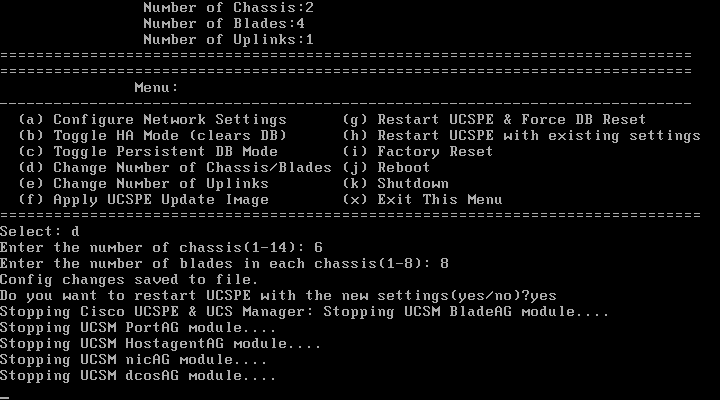 Number of Chassis:2
Number of Blades:4
Number of Uplinks:1
======================================================================
======================================================================
Menu:
----------------------------------------------------------------------
(a) Configure Network Settings (g) Restart UCSPE & Force DB Reset
(b) Toggle HA Mode (clears DB) (h) Restart UCSPE with existing settings
(c) Toggle Persistent DB Mode (i) Factory Reset
(d) Change Number of Chassis/Blades (j) Reboot
(e) Change Number of Uplinks (k) Shutdown
(f) Apply UCSPE Update Image (x) Exit This Menu
======================================================================
Select: d
Enter the number of chassis(1-14): 6
Enter the number of blades in each chassis(1-8): 8
Config changes saved to file.
Do you want to restart UCSPE with the new settings(yes/no)?yes
Stopping Cisco UCSPE & UCS Manager: Stopping UCSM BladeAG module....
Stopping UCSM PortAG module....
Stopping UCSM HostagentAG module....
Stopping UCSM nicAG module....
Stopping UCSM dcosAG module....